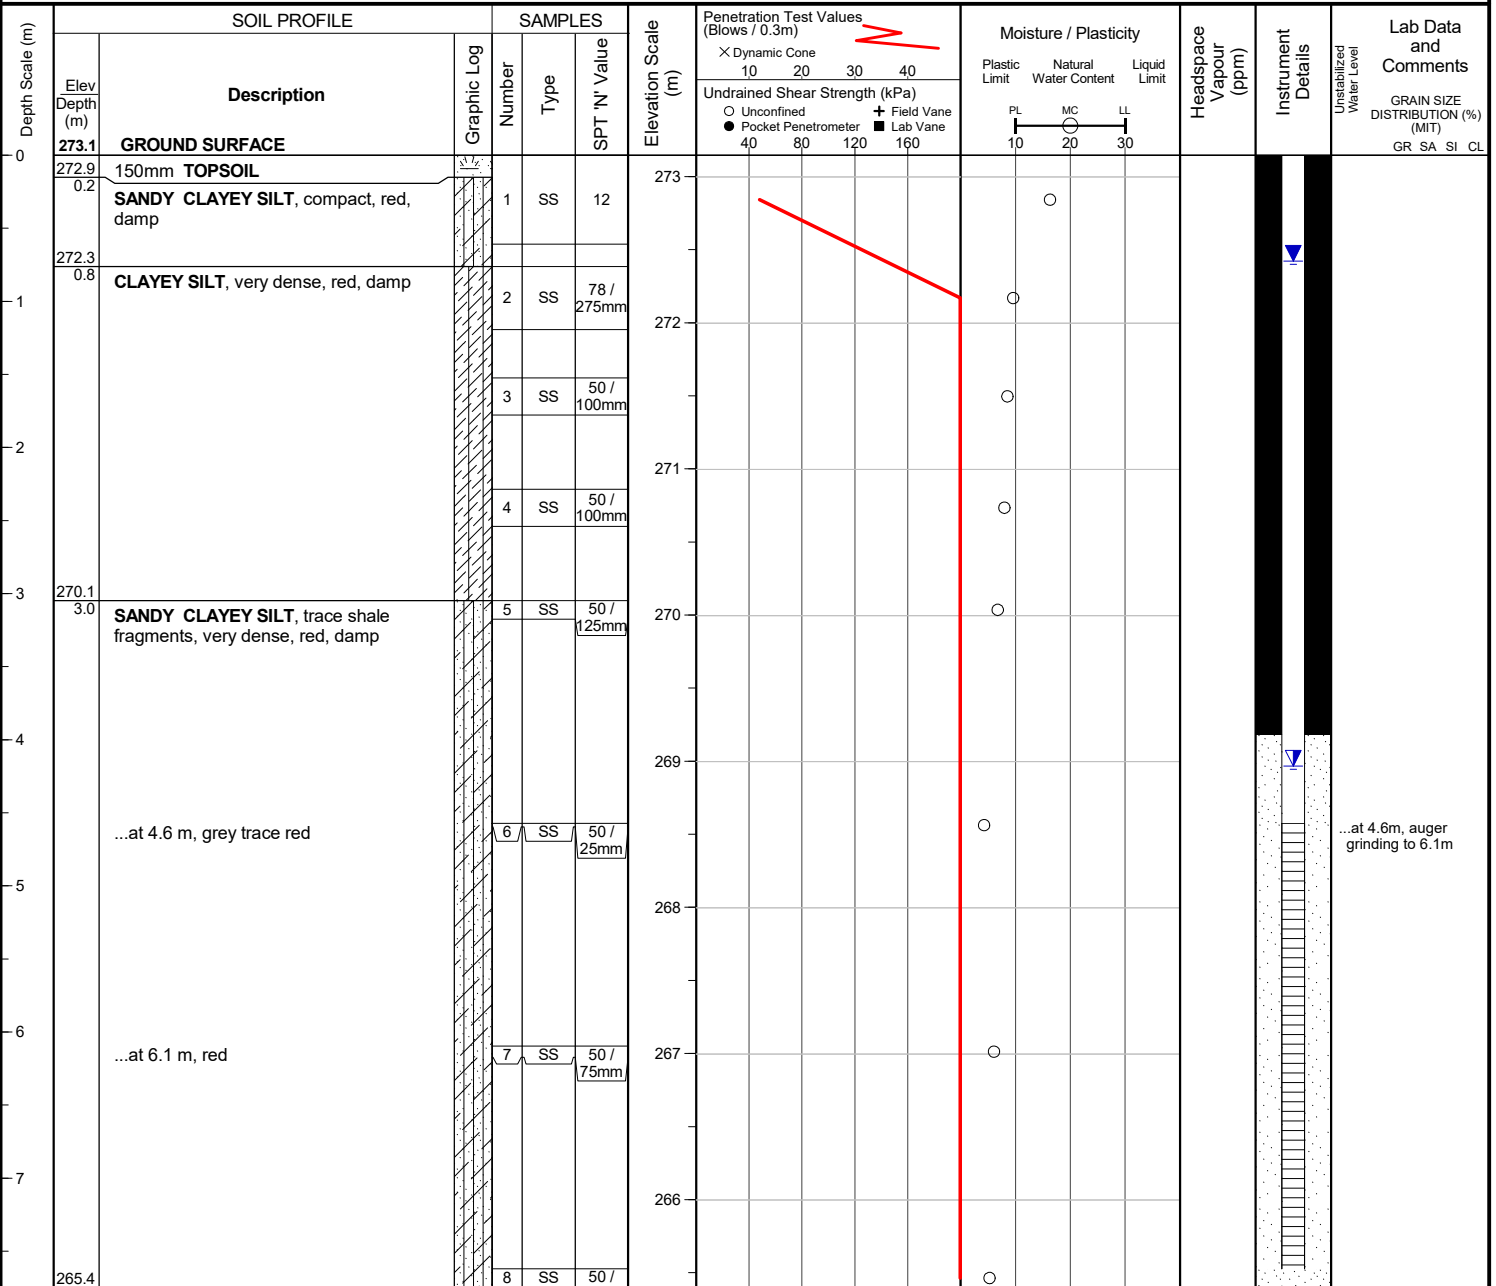 SOIL PROFILE
SAMPLES
Depth Scale (m)
Elev
Depth
(m)
Description
Graphic Log
Number
Type
SPT 'N' Value
Elevation Scale
(m)
Penetration Test Values
(Blows / 0.3m)
Dynamic Cone
10 20 30 40
Undrained Shear Strength (kPa)
Unconfined Field Vane
Pocket Penetrometer Lab Vane
40 80 120 160
Moisture / Plasticity
Plastic Natural Liquid
Limit Water Content Limit
PL MC LL
10 20 30
Headspace
Vapour
(ppm)
Instrument
Details
Unstabilized
Water Level
Lab Data
and
Comments
GRAIN SIZE
DISTRIBUTION (%)
(MIT)
GR SA SI CL
273.1 GROUND SURFACE
0
272.9 150mm TOPSOIL
0.2
273
SANDY CLAYEY SILT, compact, red,
damp
1 SS 12
272.3
0.8
CLAYEY SILT, very dense, red, damp
1
2 SS 78 /
275mm
272
3 SS 50 /
100mm
2
271
4 SS 50 /
100mm
270.1
3
3.0
SANDY CLAYEY SILT, trace shale
fragments, very dense, red, damp
5 SS 50 /
125mm
270
4
269
...at 4.6 m, grey trace red
6 SS 50 /
25mm
...at 4.6m, auger
grinding to 6.1m
5
268
6
...at 6.1 m, red
7 SS 50 /
75mm
267
7
266
265.4
8 SS 50 /